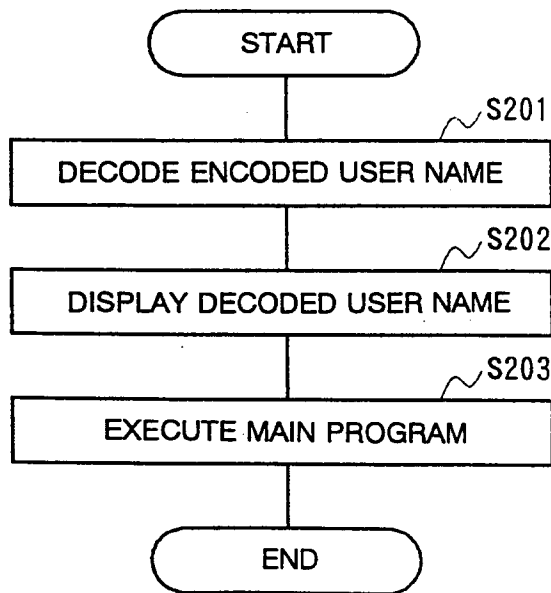 START
S201
DECODE ENCODED USER NAME
S202
DISPLAY DECODED USER NAME
S203
EXECUTE MAIN PROGRAM
END